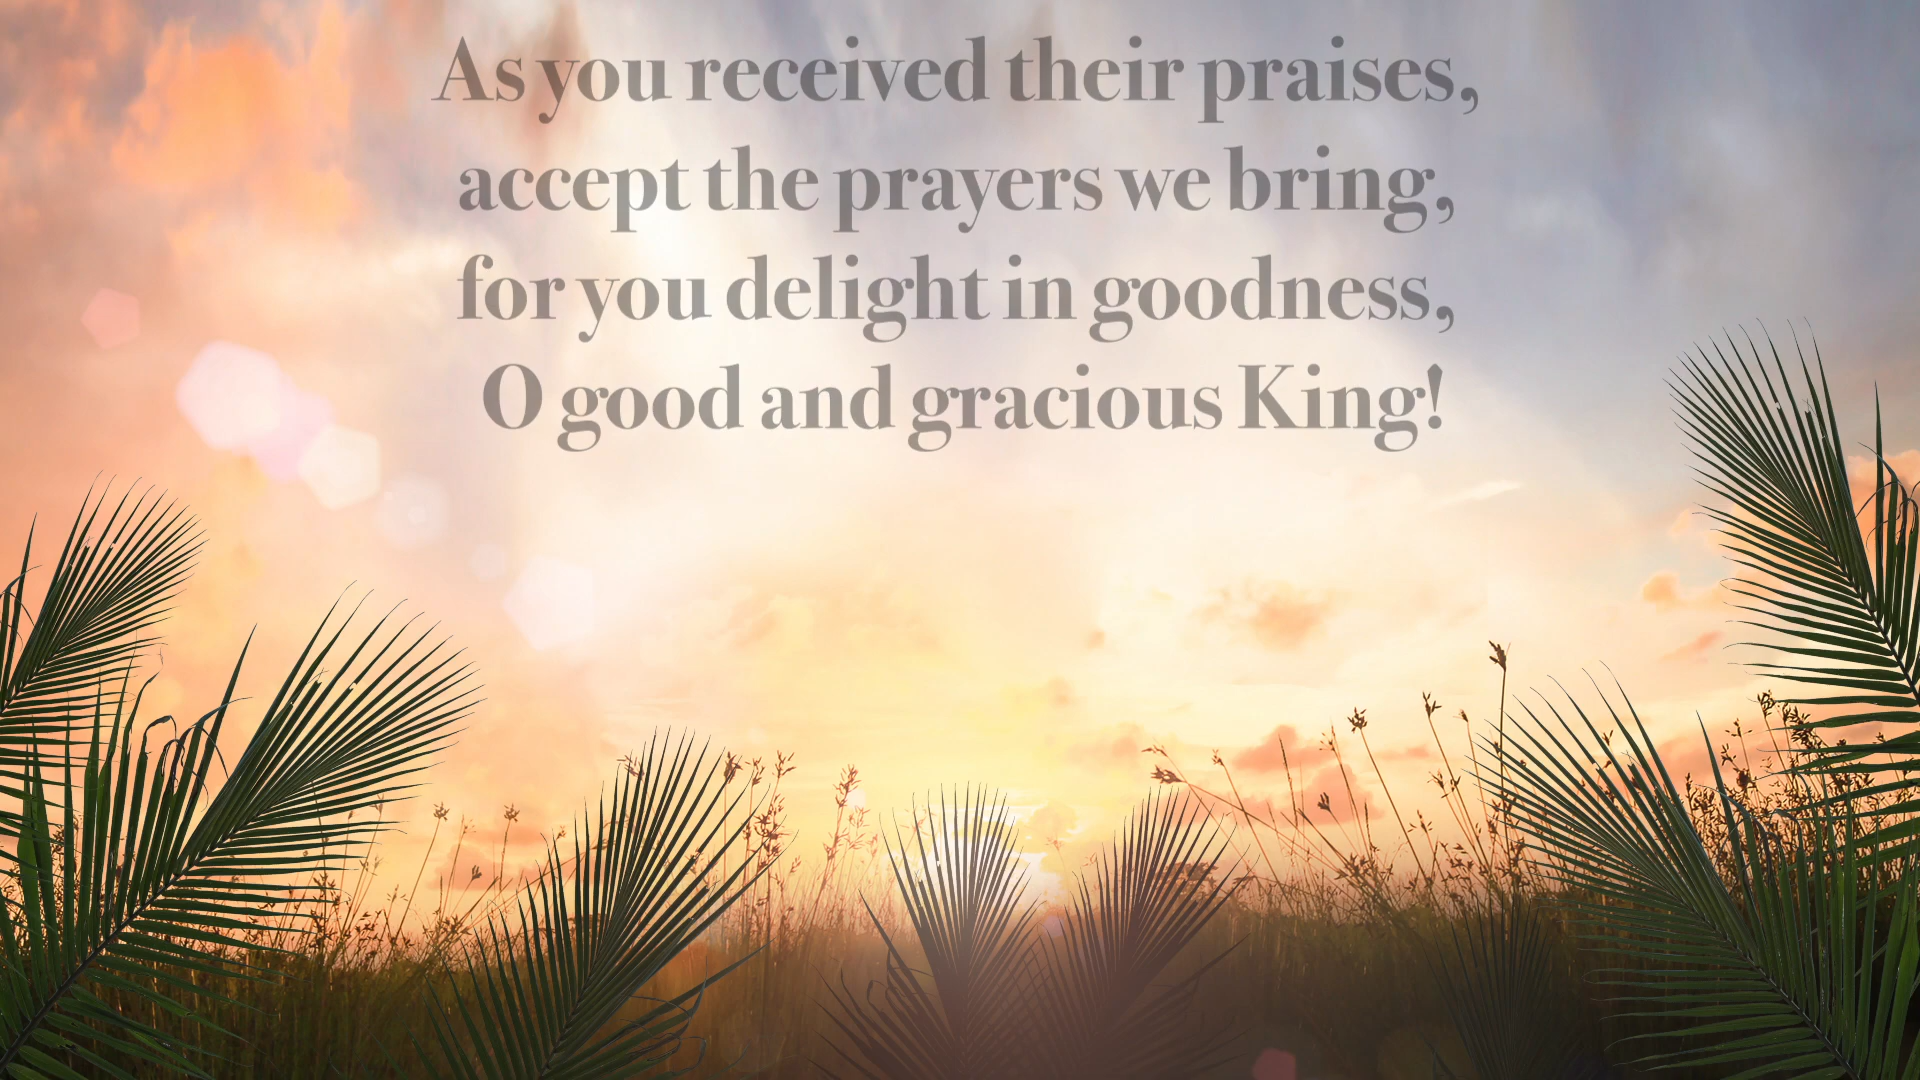 As you received their praises,
accept the prayers we bring,
for you delight in goodness,
O good and gracious King!